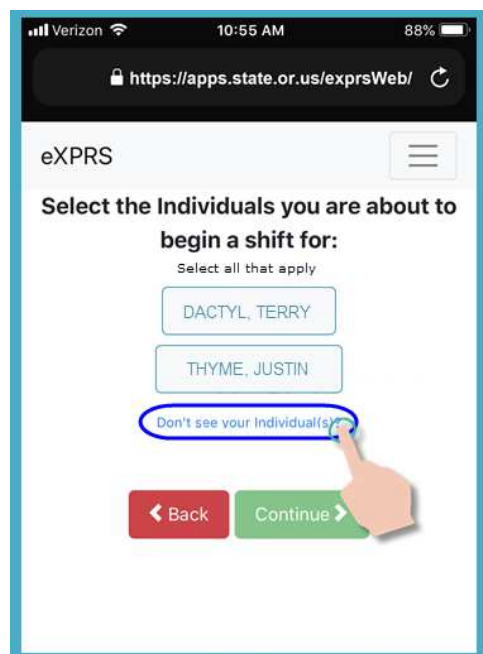 Verizon 10:55 AM 88%
https://apps.state.or.us/exprsWeb/
eXPRS
Select the Individuals you are about to
begin a shift for:
Select all that apply
DACTYL, TERRY
THYME, JUSTIN
Don't see your Individual(s)?
Back Continue